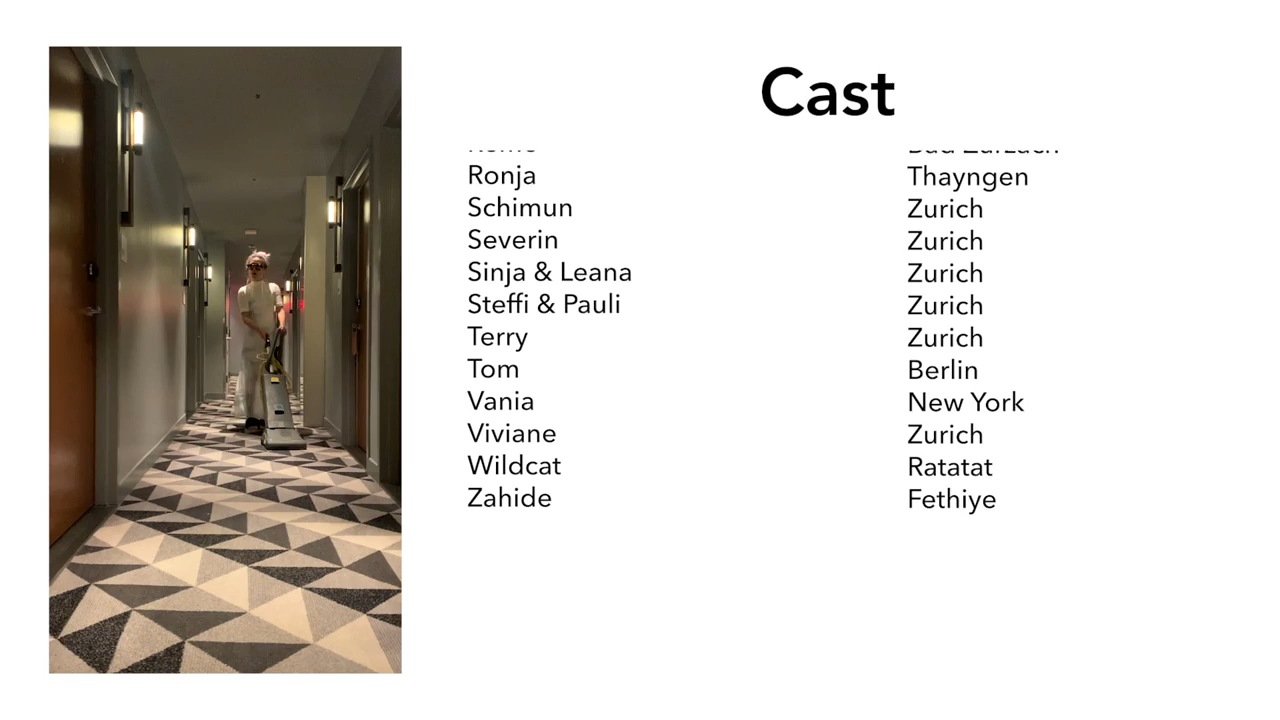 Cast
Ronja Thayngen
Schimun Zurich
Severin Zurich
Sinja & Leana Zurich
Steffi & Pauli Zurich
Terry Zurich
Tom Berlin
Vania New York
Viviane Zurich
Wildcat Ratatat
Zahide Fethiye